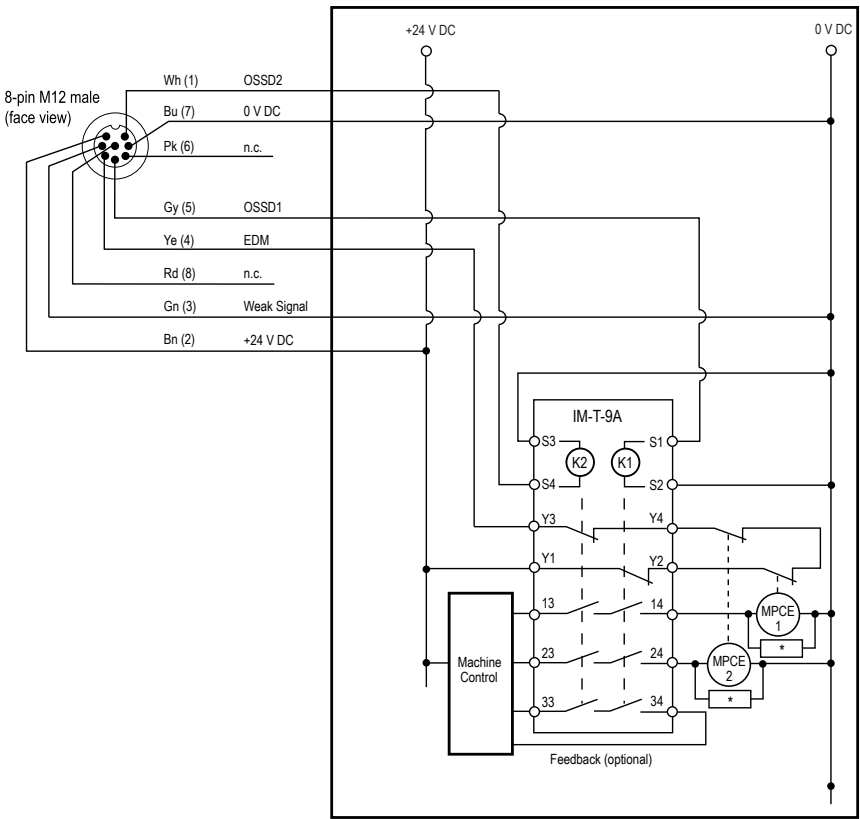 +24 V DC
0 V DC
8-pin M12 male
(face view)
Wh (1) OSSD2
Bu (7) 0 V DC
Pk (6) n.c.
Gy (5) OSSD1
Ye (4) EDM
Rd (8) n.c.
Gn (3) Weak Signal
Bn (2) +24 V DC
IM-T-9A
S3 S1
K2 K1
S4 S2
Y3 Y4
Y1 Y2
13 14
MPCE
1
*
23 24
Machine
Control
MPCE
2
*
33 34
Feedback (optional)